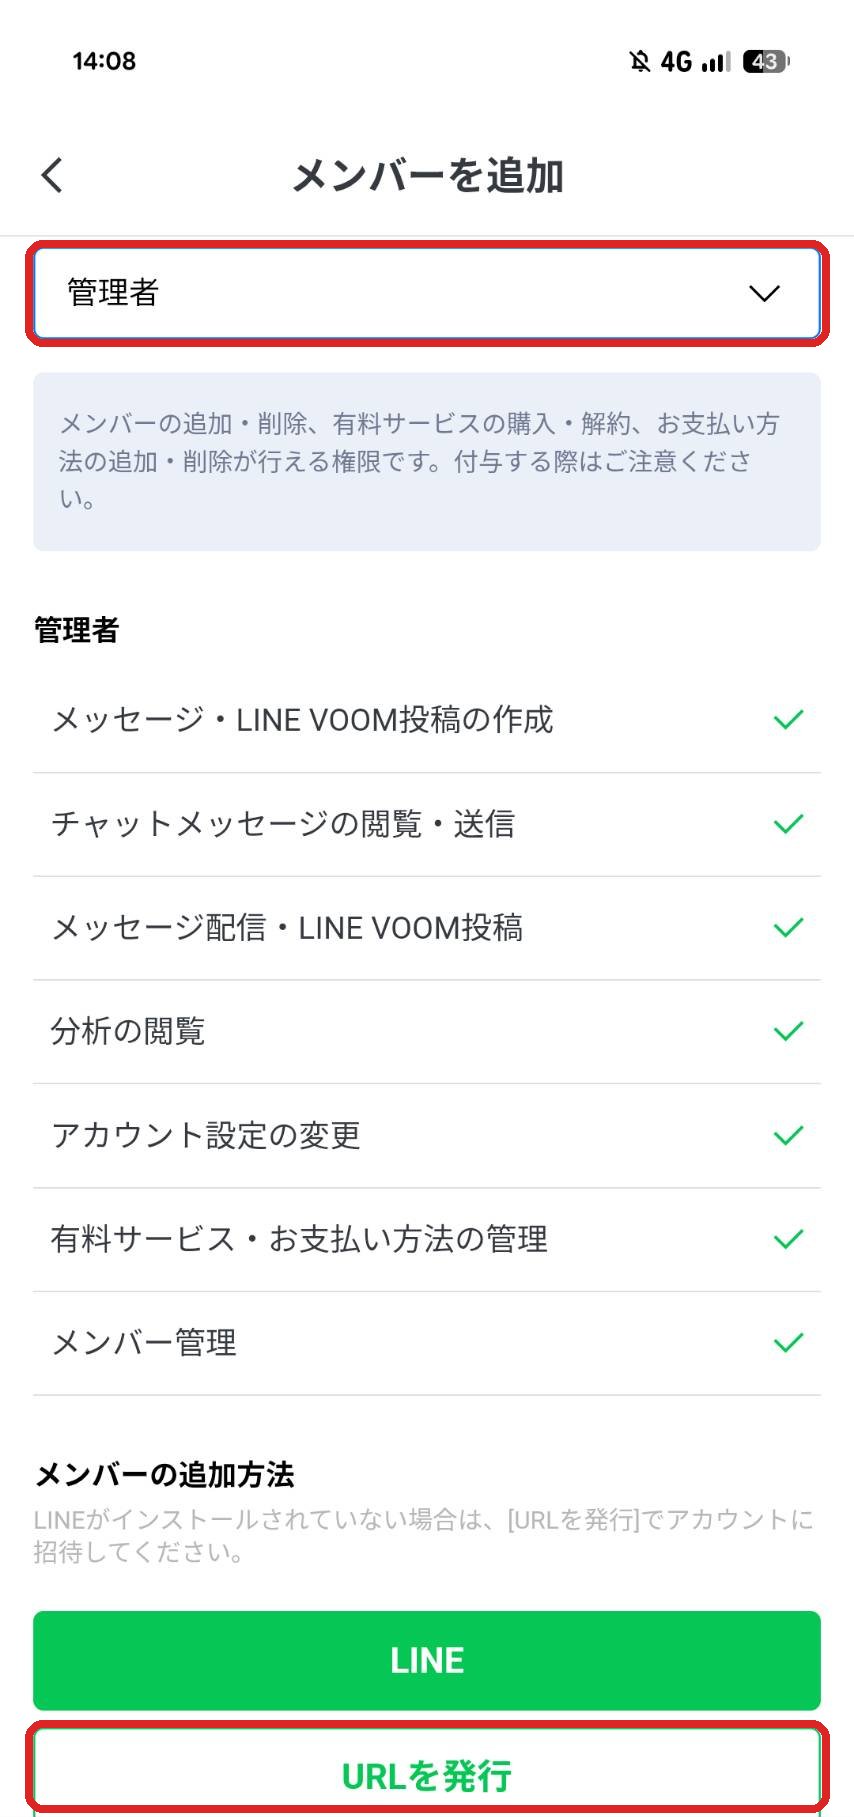 14:08
4G
43
メンバーを追加
管理者
メンバーの追加・削除、有料サービスの購入・解約、お支払い方
法の追加・削除が行える権限です。付与する際はご注意くださ
い。
管理者
メッセージ・LINE VOOM投稿の作成
チャットメッセージの閲覧・送信
メッセージ配信・LINE VOOM投稿
分析の閲覧
アカウント設定の変更
有料サービス・お支払い方法の管理
メンバー管理
メンバーの追加方法
LINEがインストールされていない場合は、[URLを発行]でアカウントに
招待してください。
LINE
URLを発行